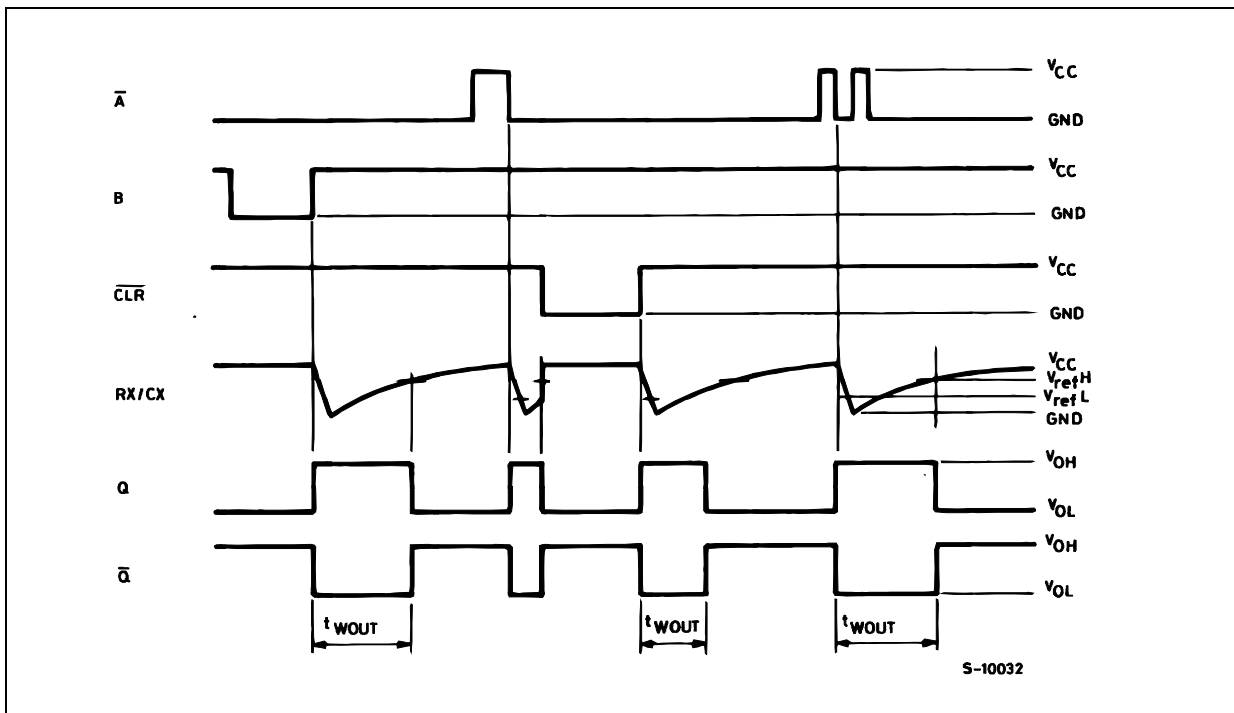 A̅
VCC
GND
B
VCC
GND
C̅L̅R̅
VCC
GND
RX/CX
VCC
VrefH
VrefL
GND
Q
VOH
VOL
Q̅
VOH
VOL
tWOUT
tWOUT
tWOUT
S-10032